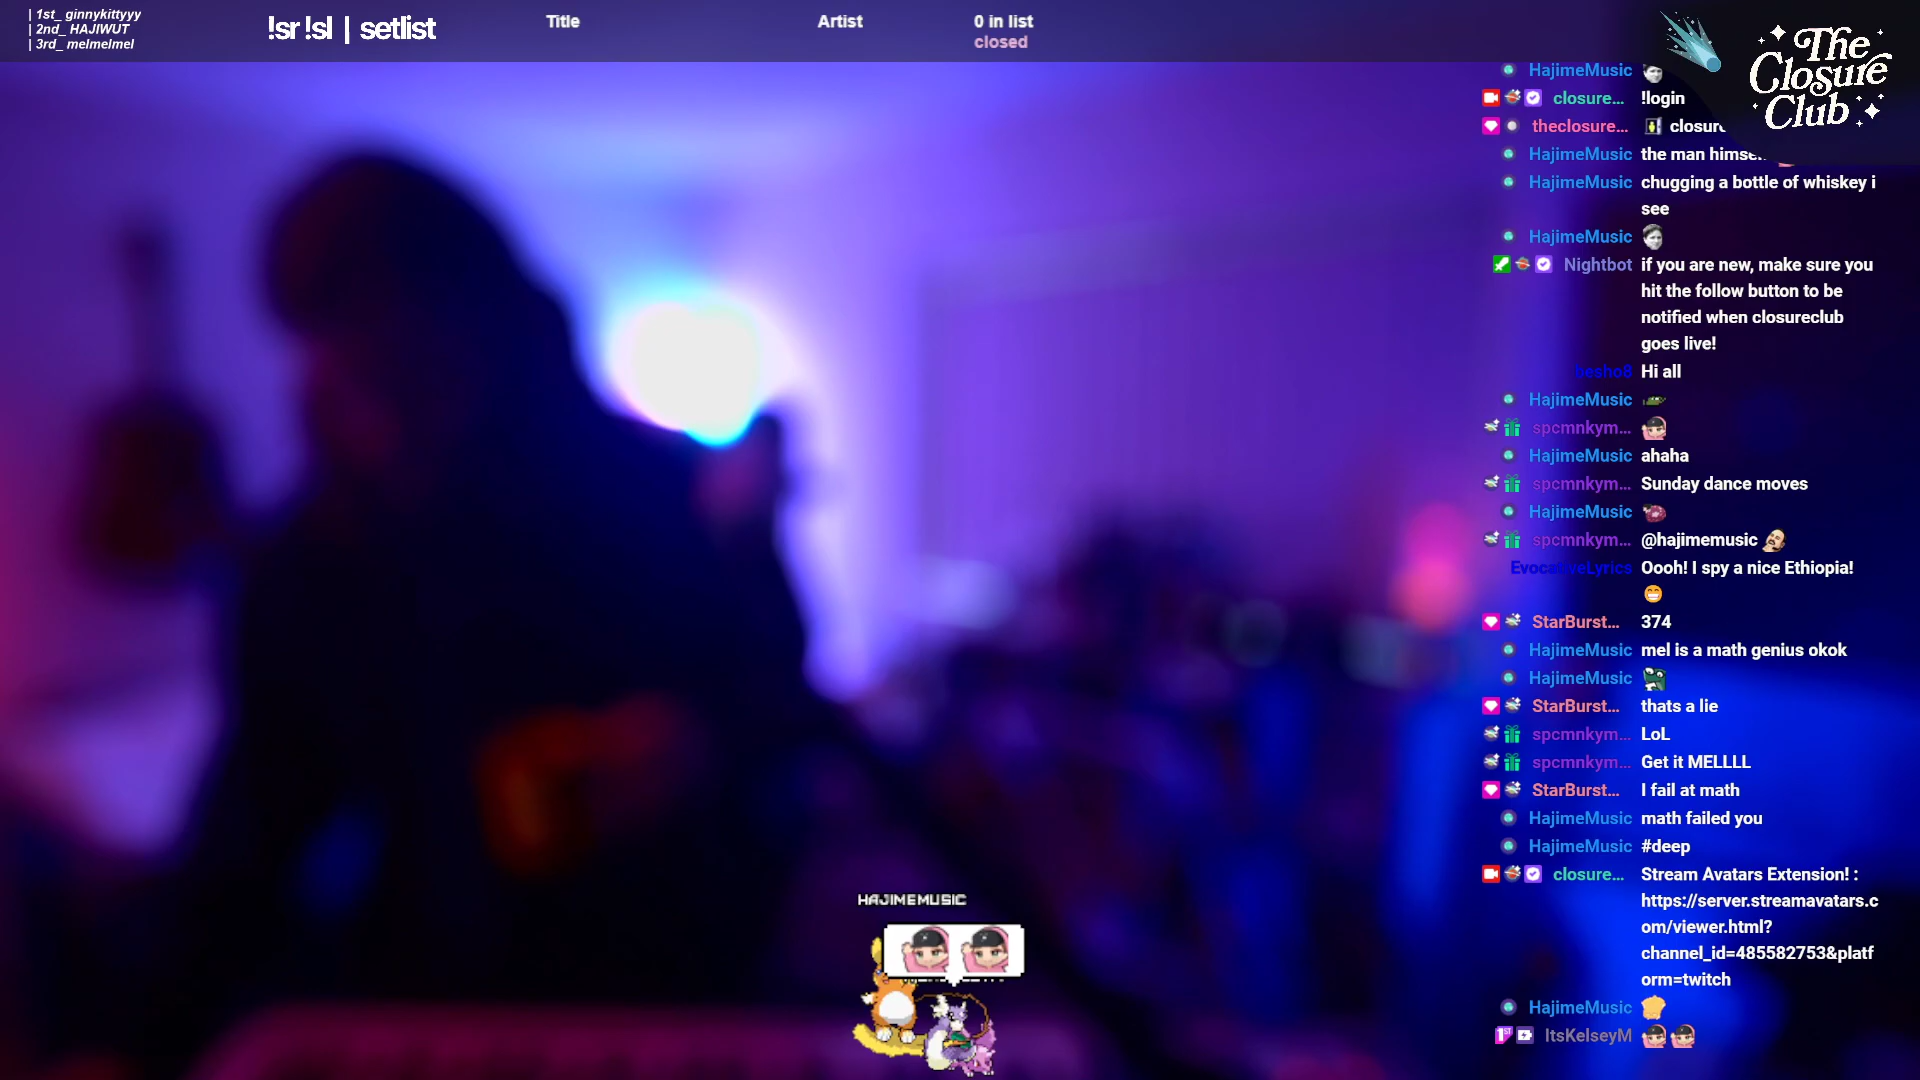 | 1st_ ginnykittyyy
| 2nd_ HAJIWUT
| 3rd_ melmelmel
!sr !sl | setlist
Title
Artist
0 in list
closed
The
Closure
Club
HajimeMusic
closure... !login
theclosure...
HajimeMusic the man
HajimeMusic chugging a bottle of whiskey i
see
HajimeMusic
Nightbot if you are new, make sure you
hit the follow button to be
notified when closureclub
goes live!
besho8 Hi all
HajimeMusic
spcmnkym...
HajimeMusic ahaha
spcmnkym... Sunday dance moves
HajimeMusic
spcmnkym... @hajimemusic
EvocativeLyrics Oooh! I spy a nice Ethiopia!
StarBurst... 374
HajimeMusic mel is a math genius okok
HajimeMusic
StarBurst... thats a lie
spcmnkym... LoL
spcmnkym... Get it MELLLL
StarBurst... I fail at math
HajimeMusic math failed you
HajimeMusic #deep
closure... Stream Avatars Extension! :
https://server.streamavatars.c
om/viewer.html?
channel_id=485582753&platf
orm=twitch
HajimeMusic
ItsKelseyM
HAJIMEMUSIC